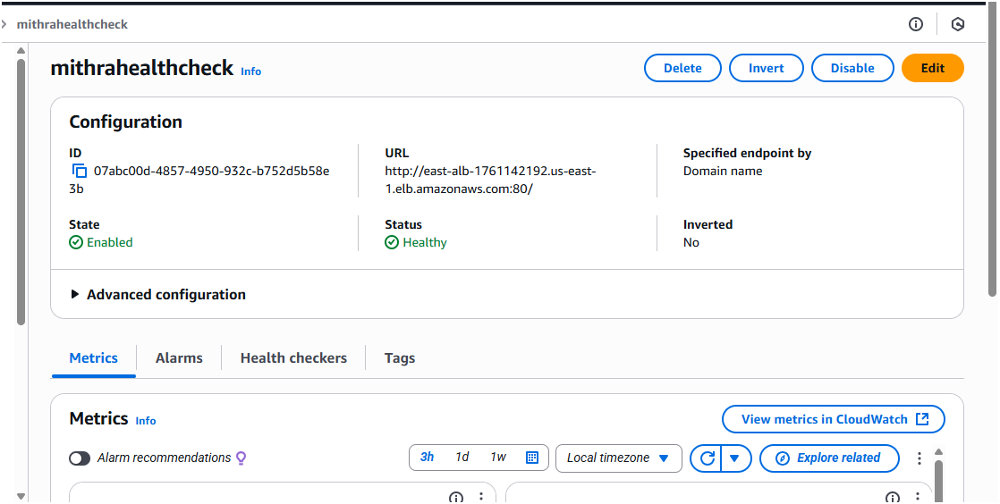 mithrahealthcheck
mithrahealthcheck Info
Delete
Invert
Disable
Edit
Configuration
ID
07abc00d-4857-4950-932c-b752d5b58e
3b
URL
http://east-alb-1761142192.us-east-
1.elb.amazonaws.com:80/
Specified endpoint by
Domain name
State
Enabled
Status
Healthy
Inverted
No
Advanced configuration
Metrics
Alarms
Health checkers
Tags
Metrics Info
View metrics in CloudWatch
Alarm recommendations
3h
1d
1w
Local timezone
Explore related